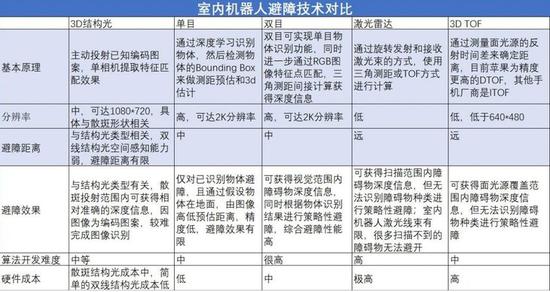 室内机器人避障技术对比
3D结构光
单目
双目
激光雷达
3D TOF
基本原理
主动投射已知编码图
案，单相机提取特征匹
配效果
通过深度学习识别
物体，然后检测物
体的Bounding Box
来做测距预估和3d估
计
双目可实现单目物
体识别功能，同时
进一步通过RGB图
像特征点匹配，三
角测距间接计算获
得深度信息
通过旋转发射和接收
激光束的方式，使用
三角测距或TOF方式
进行计算
通过测量面光源的反
射时间差来确定距
离，目前苹果为精度
更高的DTOF，其他
手机厂商是ITOF
分辨率
中，可达1080*720，具
体与散斑形状相关
高，可达2K分辨率
高，可达2K分辨率
低
低，低于640*480
避障距离
与结构光类型相关，双
线结构光空间感知能力
弱，避障距离有限
中
中
远
远
避障效果
与结构光类型有关，散
斑投射范围内可获得相
对准确的深度信息，因
图像为编码图案，较难
完成图像识别
仅对已识别物体避
障，且通过假设物
体在地面，由图像
高低预估距离，精
度低，避障效果有
限
可获得视觉范围内
障碍物深度信息，
同时根据物体识别
结果进行策略性避
障，综合避障性能
高
可获得扫描范围内障
碍物深度信息，但无
法识别障碍物种类进
行策略性避障；室内
机器人激光线束有
限，很多扫描不到的
障碍物无法避开
可获得面光源覆盖范
围内障碍物深度信
息，但无法识别障碍
物种类进行策略性避
障
算法开发难度
中等
中
很高
高
中
硬件成本
散斑结构光成本中，简
单的双线结构光成本低
低
中
极高
高